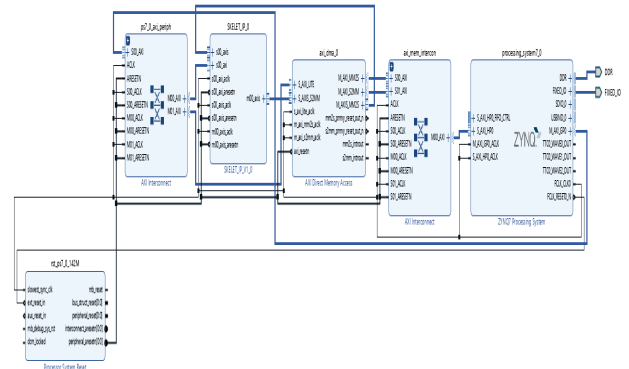 ps7_0_axi_periph
S00_AXI
ACLK
ARESETN
S00_ACLK
S00_ARESETN
M00_ACLK
M00_ARESETN
M01_ACLK
M01_ARESETN
M00_AXI
M01_AXI
AXI Interconnect
SKELET_IP_0
s00_axis
s00_axi
s00_axi_aclk
s00_axi_aresetn
s00_axis_aclk
s00_axis_aresetn
m00_axis_aclk
m00_axis_aresetn
m00_axis
SKELET_IP_V1_0
axi_dma_0
S_AXI_LITE
S_AXIS_S2MM
s_axi_lite_aclk
m_axi_mm2s_aclk
m_axi_s2mm_aclk
axi_resetn
M_AXI_MM2S
M_AXI_S2MM
M_AXIS_MM2S
mm2s_prmry_reset_out_n
s2mm_prmry_reset_out_n
mm2s_introut
s2mm_introut
AXI Direct Memory Access
axi_mem_intercon
S00_AXI
S01_AXI
ACLK
ARESETN
S00_ACLK
S00_ARESETN
M00_ACLK
M00_ARESETN
S01_ACLK
S01_ARESETN
M00_AXI
AXI Interconnect
processing_system7_0
S_AXI_HP0_FIFO_CTRL
S_AXI_HP0
M_AXI_GP0_ACLK
S_AXI_HP0_ACLK
ZYNQ
DDR
FIXED_IO
SDIO_0
USBIND_0
M_AXI_GP0
TTC0_WAVE0_OUT
TTC0_WAVE1_OUT
TTC0_WAVE2_OUT
FCLK_CLK0
FCLK_RESET0_N
ZYNQ7 Processing System
DDR
FIXED_IO
rst_ps7_0_142M
slowest_sync_clk
ext_reset_in
aux_reset_in
mb_debug_sys_rst
dcm_locked
mb_reset
bus_struct_reset[0:0]
peripheral_reset[0:0]
interconnect_aresetn[0:0]
peripheral_aresetn[0:0]
Processor System Reset